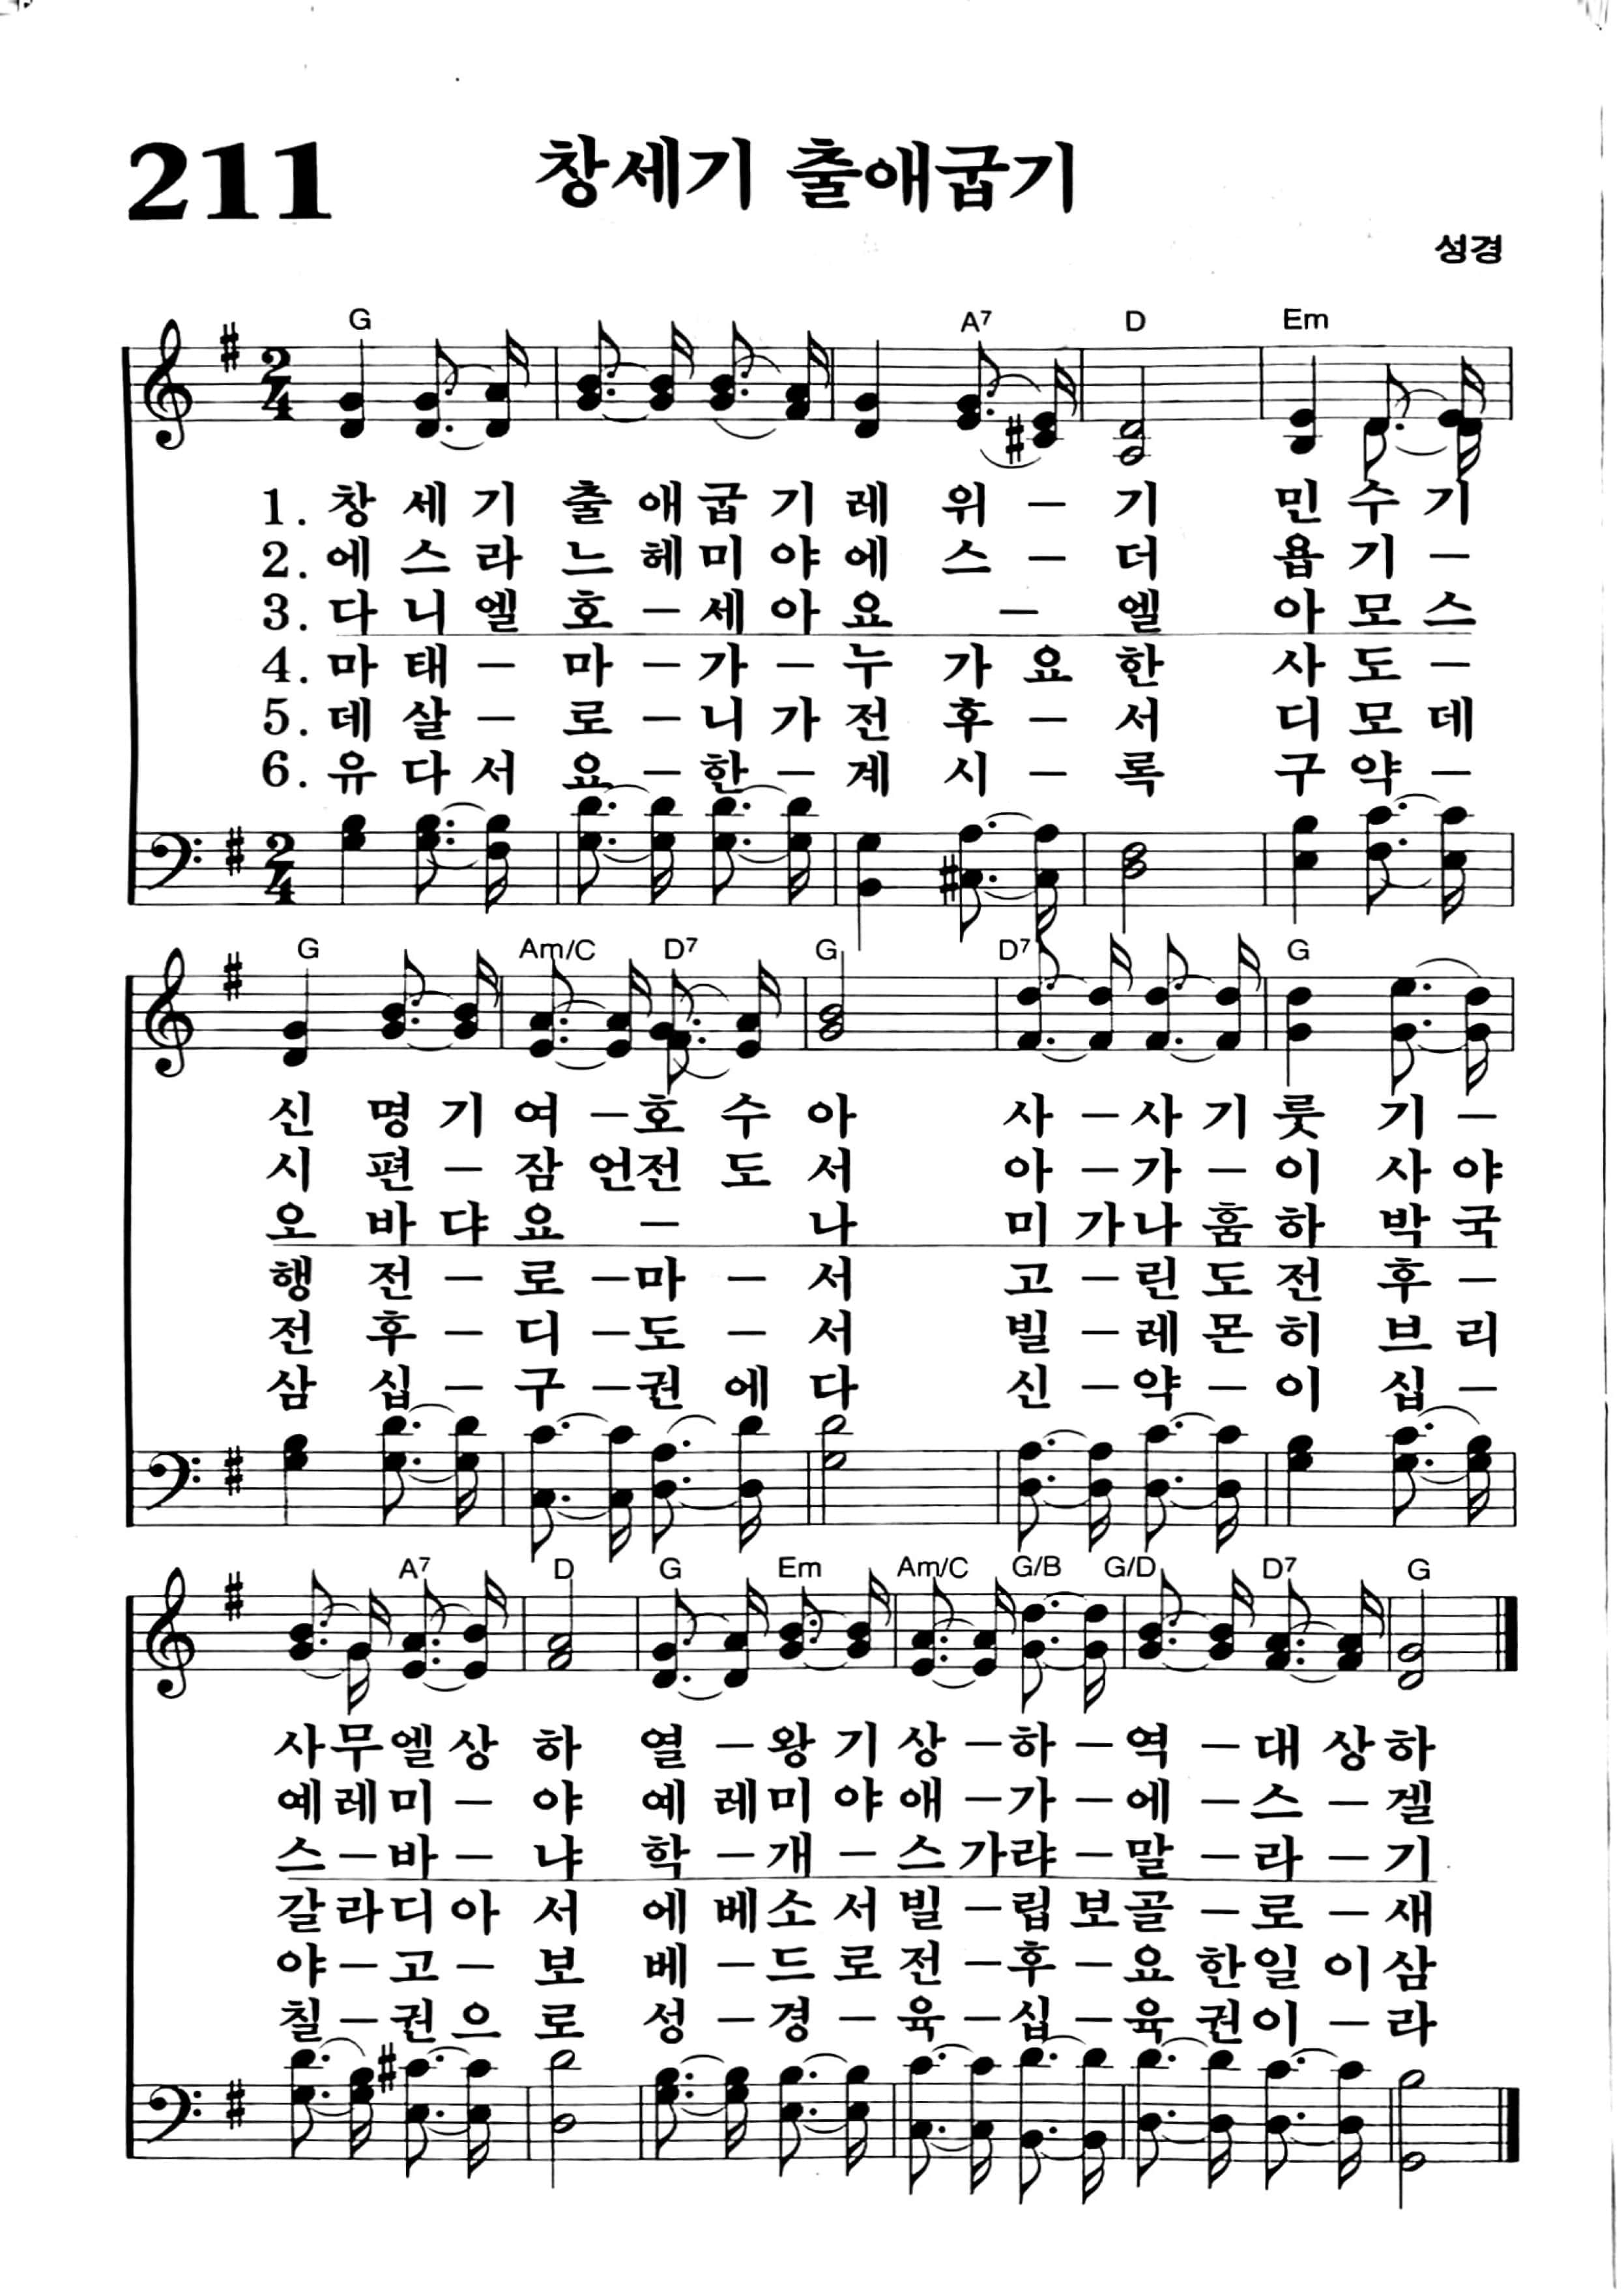 211 창세기 출애굽기
성경
G A7 D Em
1. 창 세 기 출 애 굽 기 레 위 – 기 민 수 기
2. 에 스 라 느 헤 미 야 에 스 – 더 욥 기 –
3. 다 니 엘 호 – 세 아 요 – 엘 아 모 스
4. 마 태 – 마 – 가 – 누 가 요 한 사 도 –
5. 데 살 – 로 – 니 가 전 후 – 서 디 모 데
6. 유 다 서 요 – 한 – 계 시 – 록 구 약 –
G Am/C D7 G D7 G
신 명 기 여 – 호 수 아 사 – 사 기 룻 기 –
시 편 – 잠 언 전 도 서 아 – 가 – 이 사 야
오 바 댜 요 – 나 미 가 나 훔 하 박 국
행 전 – 로 – 마 – 서 고 – 린 도 전 후 –
전 후 – 디 – 도 – 서 빌 – 레 몬 히 브 리
삼 십 – 구 – 권 에 다 신 – 약 – 이 십 –
A7 D G Em Am/C G/B G/D D7 G
사 무 엘 상 하 열 – 왕 기 상 – 하 – 역 – 대 상 하
예 레 미 – 야 예 레 미 야 애 – 가 – 에 – 스 – 겔
스 – 바 – 냐 학 – 개 – 스 가 랴 – 말 – 라 – 기
갈 라 디 아 서 에 베 소 서 빌 – 립 보 골 – 로 – 새
야 – 고 – 보 베 – 드 로 전 – 후 – 요 한 일 이 삼
칠 – 권 으 로 성 – 경 – 육 – 십 – 육 권 이 – 라